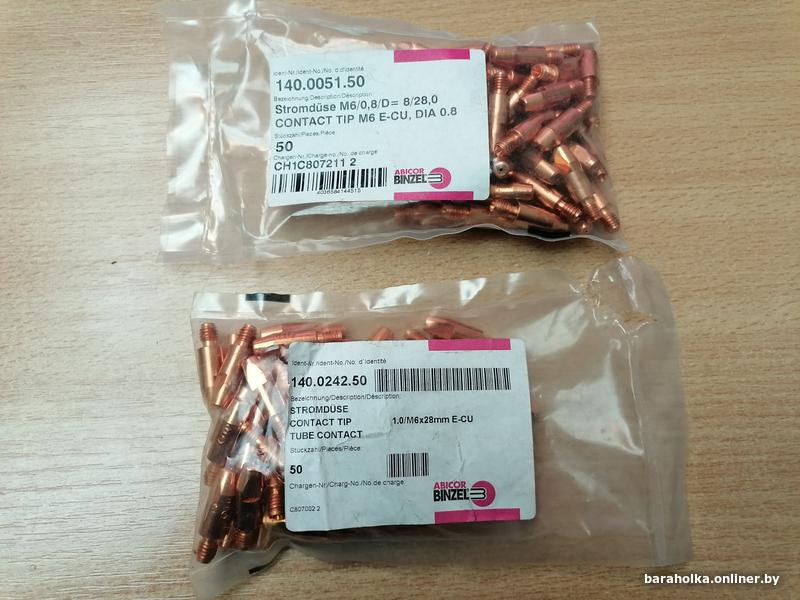 Ident-Nr./Ident-No./No. d'identité
140.0051.50
Bezeichnung/Description/Déscription
Stromdüse M6/0,8/D= 8/28,0
CONTACT TIP M6 E-CU, DIA 0.8
Stückzahl/Pieces/Pièce
50
Chargen-Nr./Charge-no./No. de charge
CH1C807211 2
4036584144515
ABICOR
BINZEL
Ident-Nr./Ident-No./No. d'Identité
140.0242.50
Bezeichnung/Description/Déscription:
STROMDÜSE
CONTACT TIP 1.0/M6x28mm E-CU
TUBE CONTACT
Stückzahl/Pieces/Pièce:
50
Chargen-Nr./Charg-No./No.de charge:
C807002 2
ABICOR
BINZEL
baraholka.onliner.by